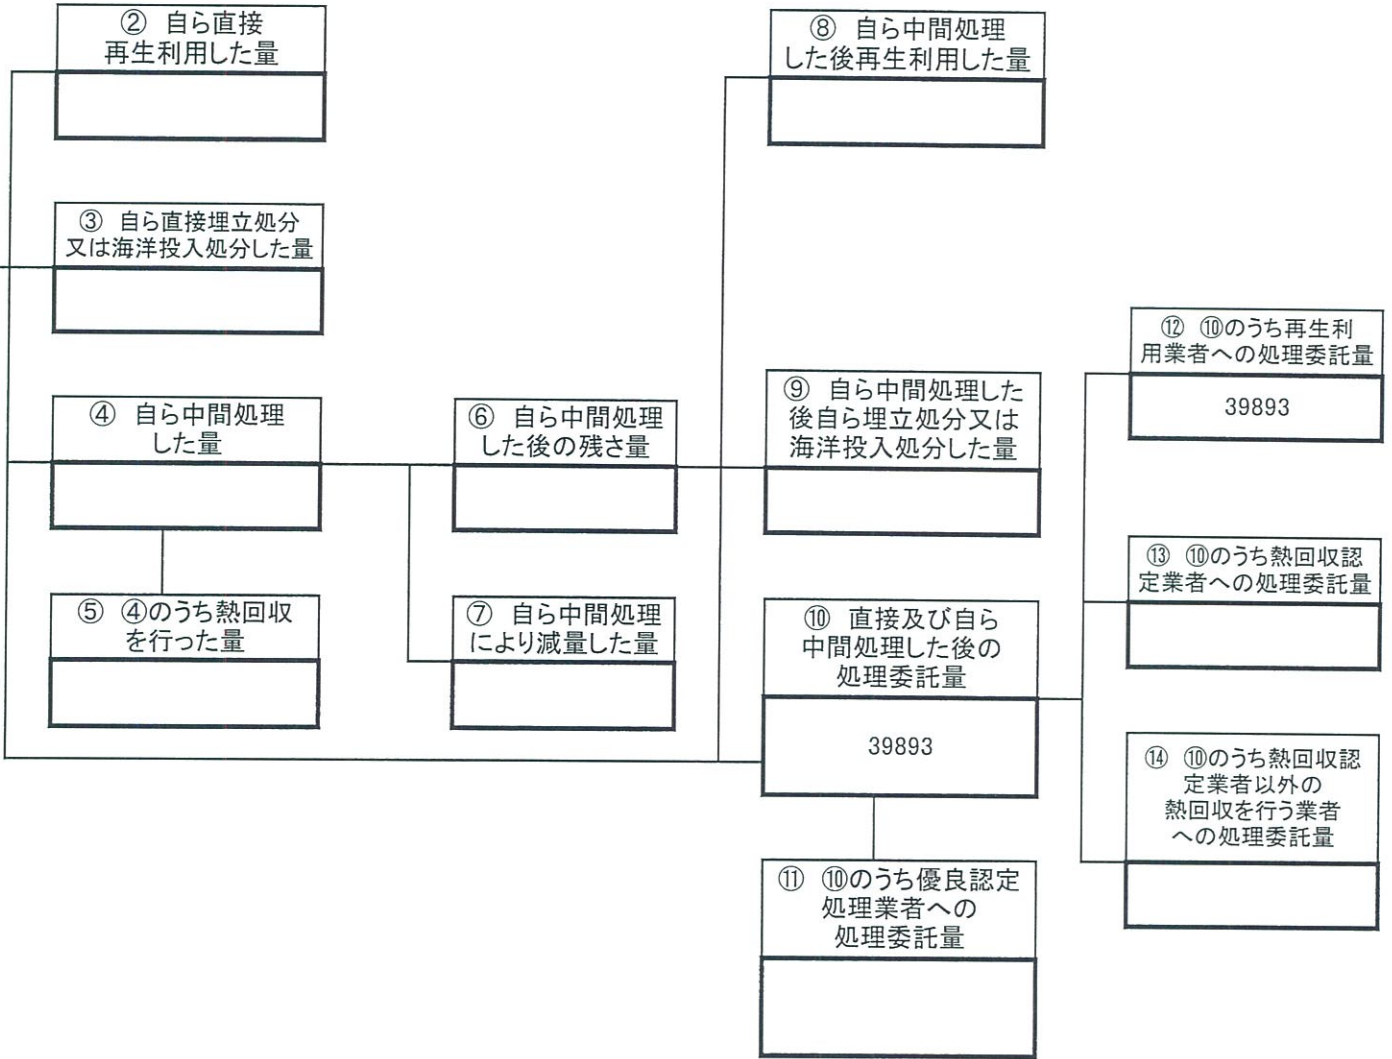 ② 自ら直接
再生利用した量
③ 自ら直接埋立処分
又は海洋投入処分した量
④ 自ら中間処理
した量
⑤ ④のうち熱回収
を行った量
⑥ 自ら中間処理
した後の残さ量
⑦ 自ら中間処理
により減量した量
⑧ 自ら中間処理
した後再生利用した量
⑨ 自ら中間処理した
後自ら埋立処分又は
海洋投入処分した量
⑩ 直接及び自ら
中間処理した後の
処理委託量
39893
⑪ ⑩のうち優良認定
処理業者への
処理委託量
⑫ ⑩のうち再生利
用業者への処理委託量
39893
⑬ ⑩のうち熱回収認
定業者への処理委託量
⑭ ⑩のうち熱回収認
定業者以外の
熱回収を行う業者
への処理委託量